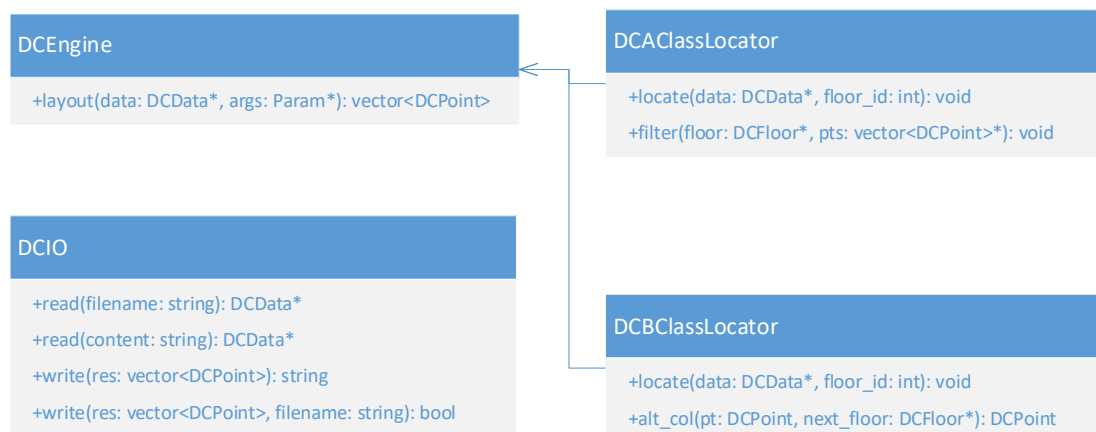 DCEngine
+layout(data: DCData*, args: Param*): vector<DCPoint>
DCAClassLocator
+locate(data: DCData*, floor_id: int): void
+filter(floor: DCFloor*, pts: vector<DCPoint>*): void
DCIO
+read(filename: string): DCData*
+read(content: string): DCData*
+write(res: vector<DCPoint>): string
+write(res: vector<DCPoint>, filename: string): bool
DCBClassLocator
+locate(data: DCData*, floor_id: int): void
+alt_col(pt: DCPoint, next_floor: DCFloor*): DCPoint